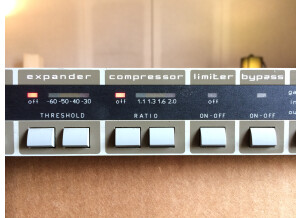 expander compressor limiter bypass
off -60 -50 -40 -30 off 1.1 1.3 1.6 2.0 off
THRESHOLD RATIO ON-OFF ON-OFF